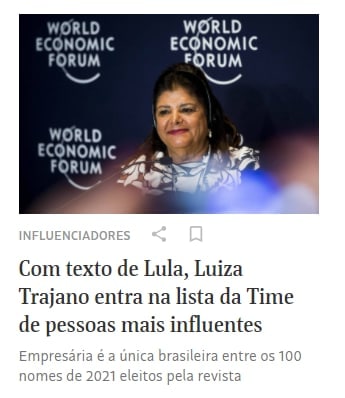 WORLD
ECONOMIC
FORUM
WORLD
ECONOMIC
FORUM
WORLD
ECONOMIC
FORUM
INFLUENCIADORES
Com texto de Lula, Luiza
Trajano entra na lista da Time
de pessoas mais influentes
Empresária é a única brasileira entre os 100
nomes de 2021 eleitos pela revista